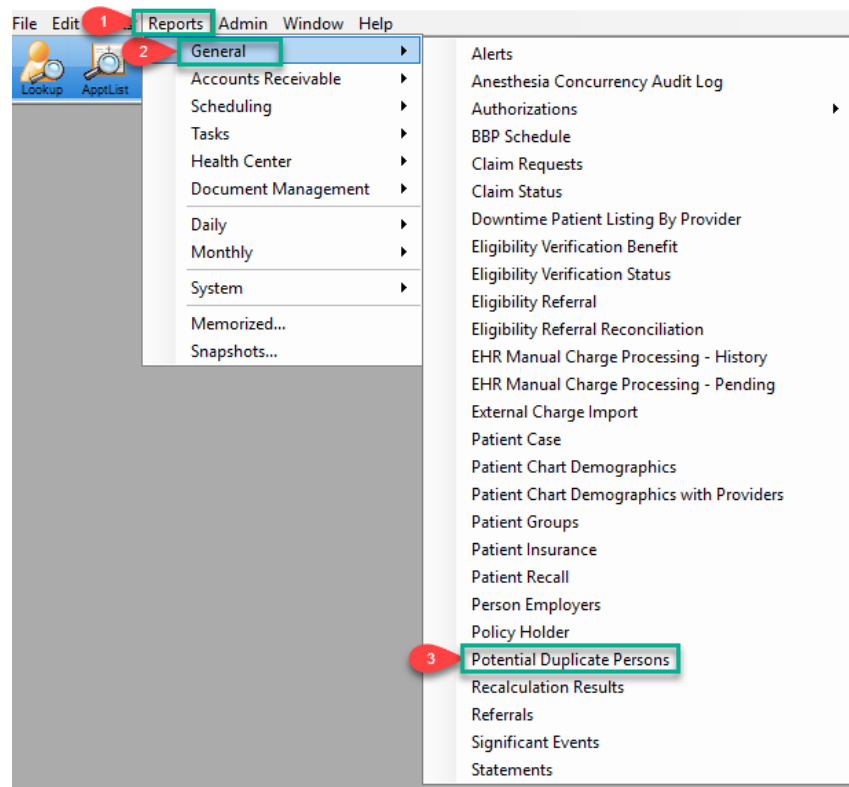 File Edit Reports Admin Window Help
1
2
Lookup ApptList
General
Accounts Receivable
Scheduling
Tasks
Health Center
Document Management
Daily
Monthly
System
Memorized...
Snapshots...
Alerts
Anesthesia Concurrency Audit Log
Authorizations
BBP Schedule
Claim Requests
Claim Status
Downtime Patient Listing By Provider
Eligibility Verification Benefit
Eligibility Verification Status
Eligibility Referral
Eligibility Referral Reconciliation
EHR Manual Charge Processing - History
EHR Manual Charge Processing - Pending
External Charge Import
Patient Case
Patient Chart Demographics
Patient Chart Demographics with Providers
Patient Groups
Patient Insurance
Patient Recall
Person Employers
Policy Holder
3
Potential Duplicate Persons
Recalculation Results
Referrals
Significant Events
Statements